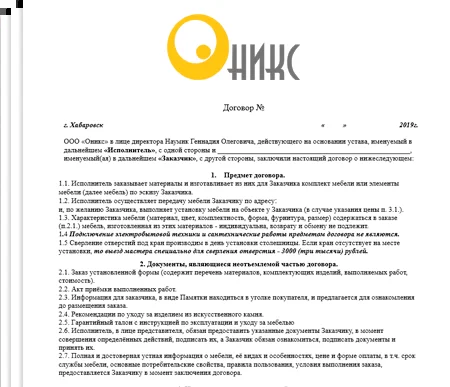 Оникс
Договор №
г. Хабаровск « » 2019г.
ООО «Оникс» в лице директора Наумик Геннадия Олеговича, действующего на основании устава, именуемый в
дальнейшем «Исполнитель», с одной стороны и
именуемый(ая) в дальнейшем «Заказчик», с другой стороны, заключили настоящий договор о нижеследующем:
1. Предмет договора.
1.1. Исполнитель заказывает материалы и изготавливает из них для Заказчика комплект мебели или элементы
мебели (далее мебель) по эскизу Заказчика.
1.2. Исполнитель осуществляет передачу мебели Заказчику по адресу:
и, по желанию Заказчика, выполняет установку мебели на объекте у Заказчика (в случае указания цены п. 3.1.).
1.3. Характеристика мебели (материал, цвет, комплектность, форма, фурнитура, размер) содержаться в заказе
(п.2.1.) мебель, изготовленная из этих материалов - индивидуальна, возврату и обмену не подлежит.
1.4 Подключение электробытовой техники и сантехнические работы предметом договора не являются.
1.5 Сверление отверстий под кран производим в день установки столешницы. Если кран отсутствует на месте
установки, то выезд мастера специально для сверления отверстия - 3000 (три тысячи) рублей.
2. Документы, являющиеся неотъемлемой частью договора.
2.1. Заказ установленной формы (содержит перечень материалов, комплектующих изделий, выполняемых работ,
стоимость).
2.2. Акт приёмки выполненных работ.
2.3. Информация для заказчика, в виде Памятки находиться в уголке покупателя, и предлагается для ознакомления
до размещения заказа.
2.4. Рекомендации по уходу за изделием из искусственного камня.
2.5. Гарантийный талон с инструкцией по эксплуатации и уходу за мебелью
2.6. Исполнитель, в лице представителя, обязан предоставить указанные документы Заказчику, в момент
совершения определённых действий, подписать их, а Заказчик обязан ознакомиться, подписать документы и
принять их.
2.7. Полная и достоверная устная информация о мебели, её видах и особенностях, цене и форме оплаты, в т.ч. срок
службы мебели, основные потребительские свойства, правила пользования, условия выполнения заказа,
предоставляется Заказчику в момент заключения договора.